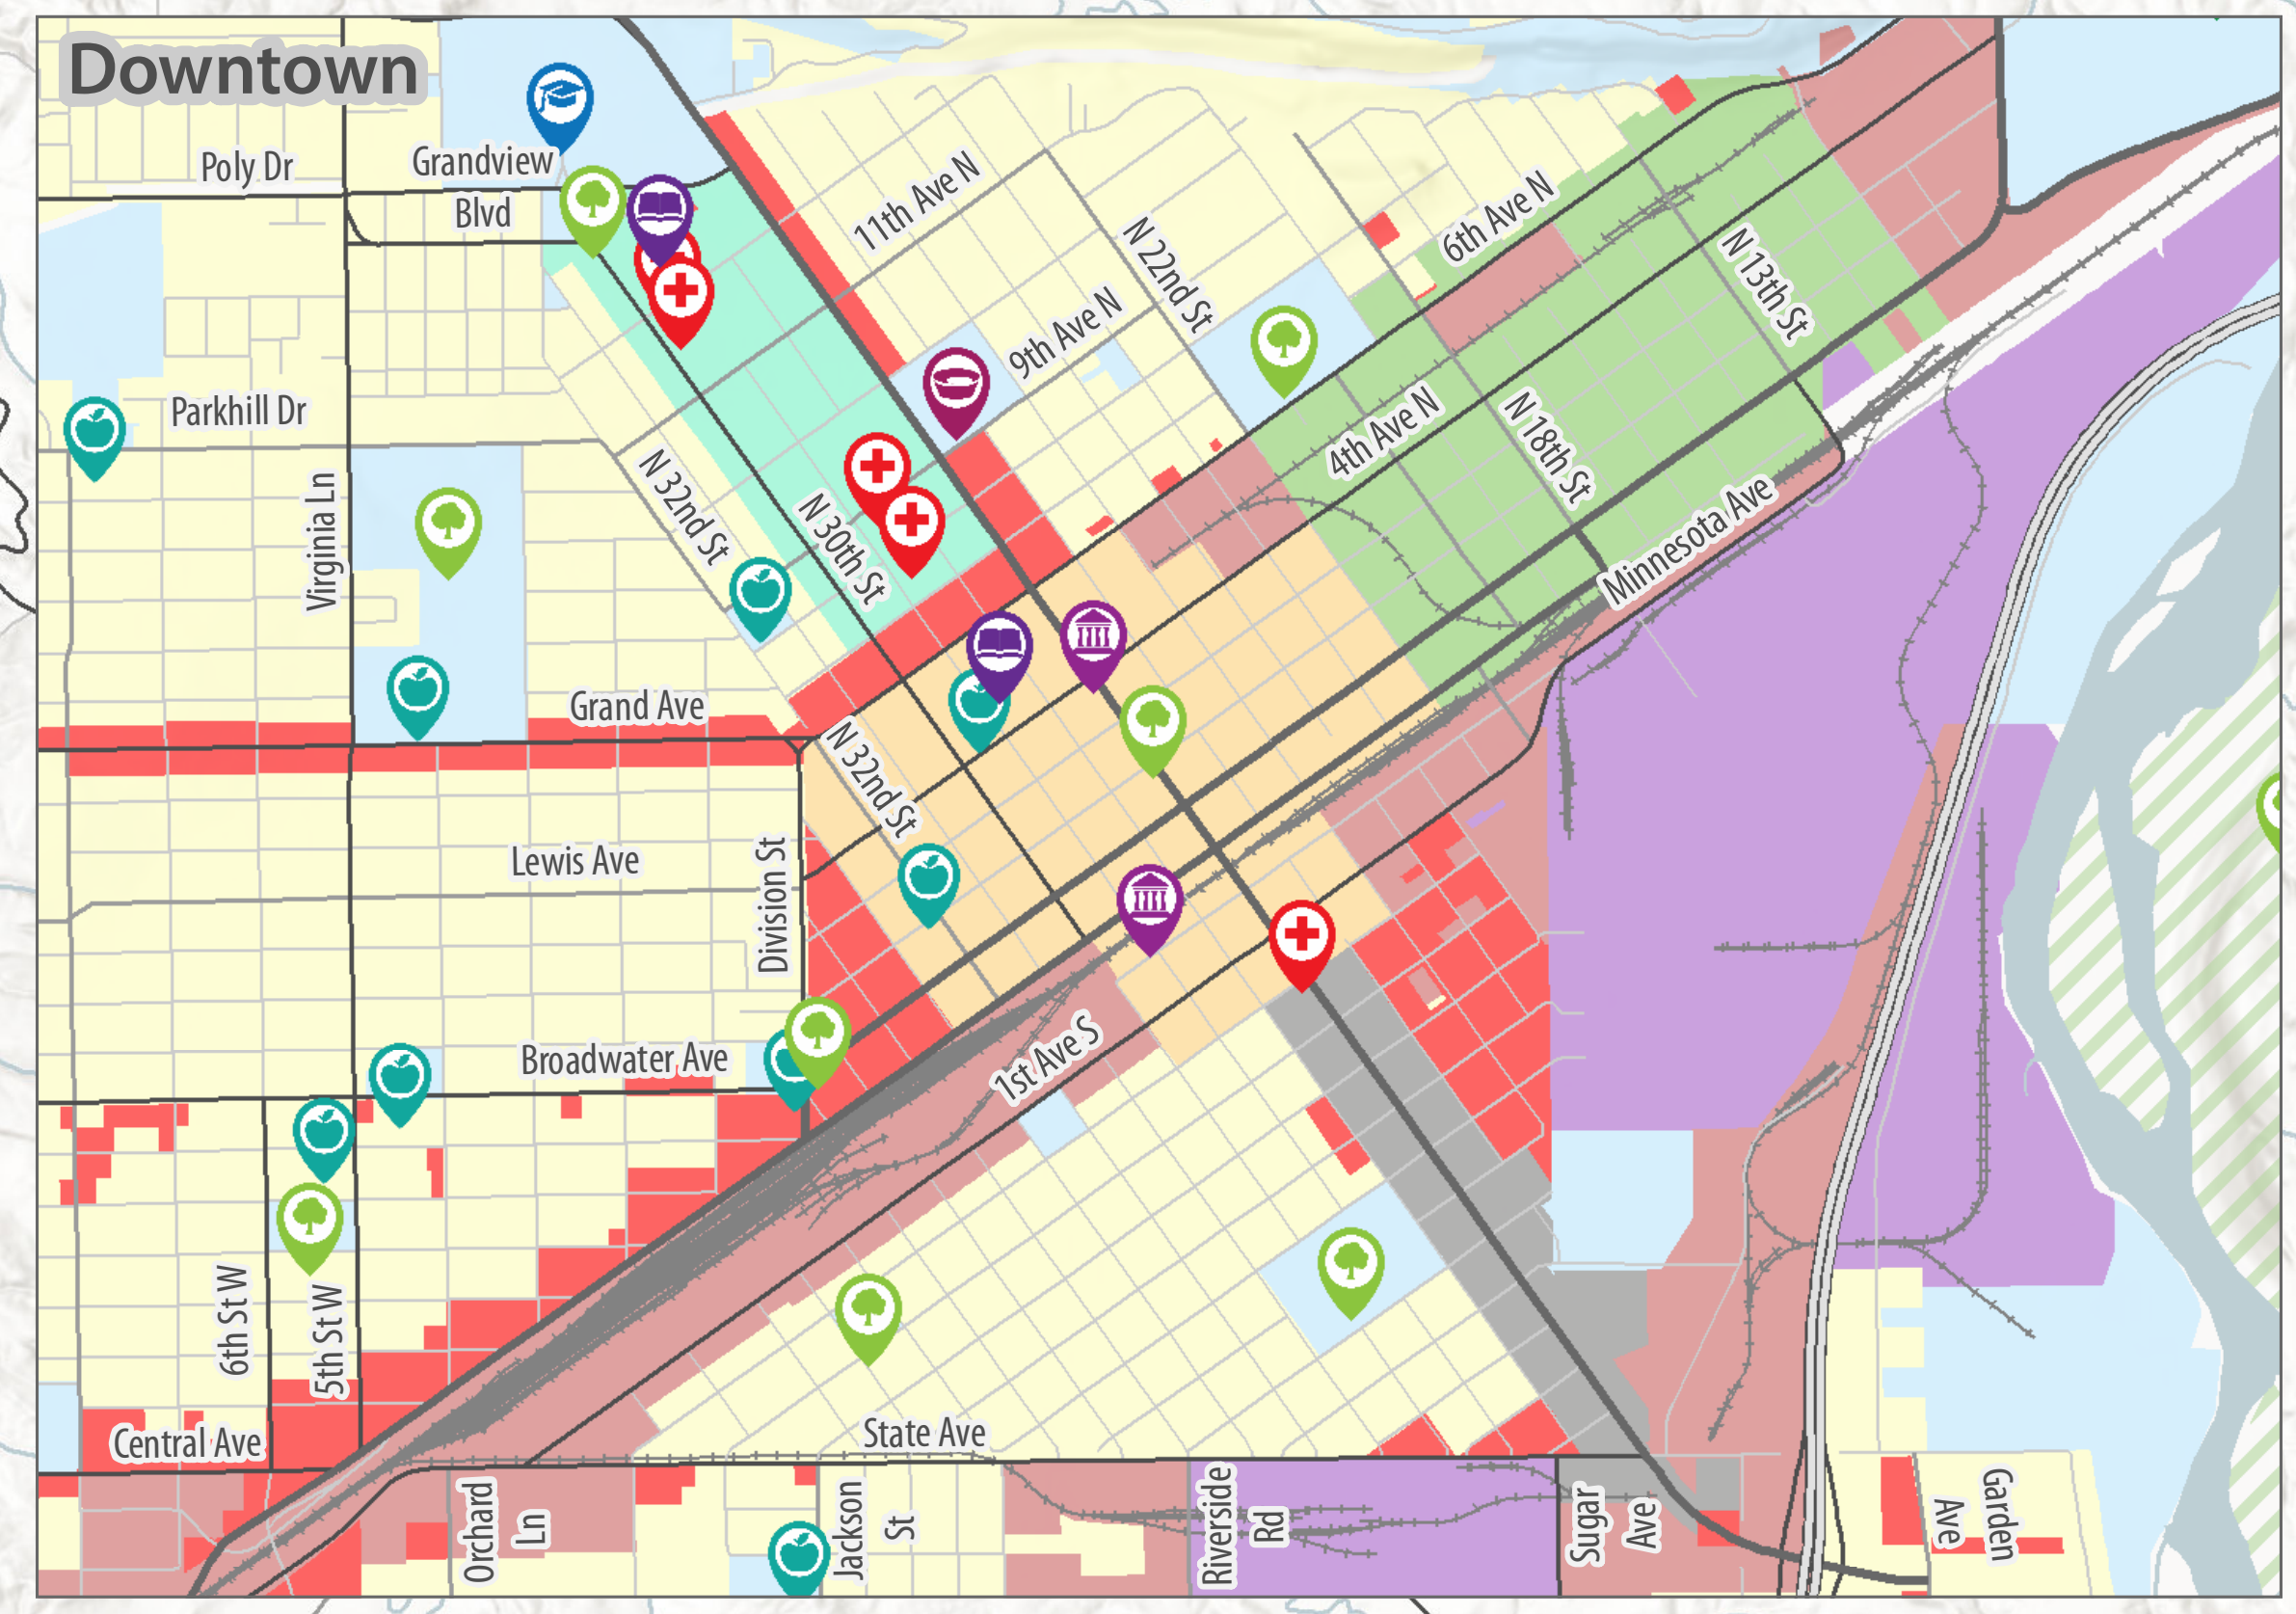 Downtown
Poly Dr
Grandview
Blvd
11th Ave N
N 22nd St
6th Ave N
N 13th St
9th Ave N
Parkhill Dr
4th Ave N
N 18th St
Virginia Ln
N 32nd St
N 30th St
Minnesota Ave
Grand Ave
N 32nd St
Lewis Ave
Division St
Broadwater Ave
1st Ave S
6th St W
5th St W
Central Ave
State Ave
Orchard
Ln
Jackson
St
Riverside
Rd
Sugar
Ave
Garden
Ave